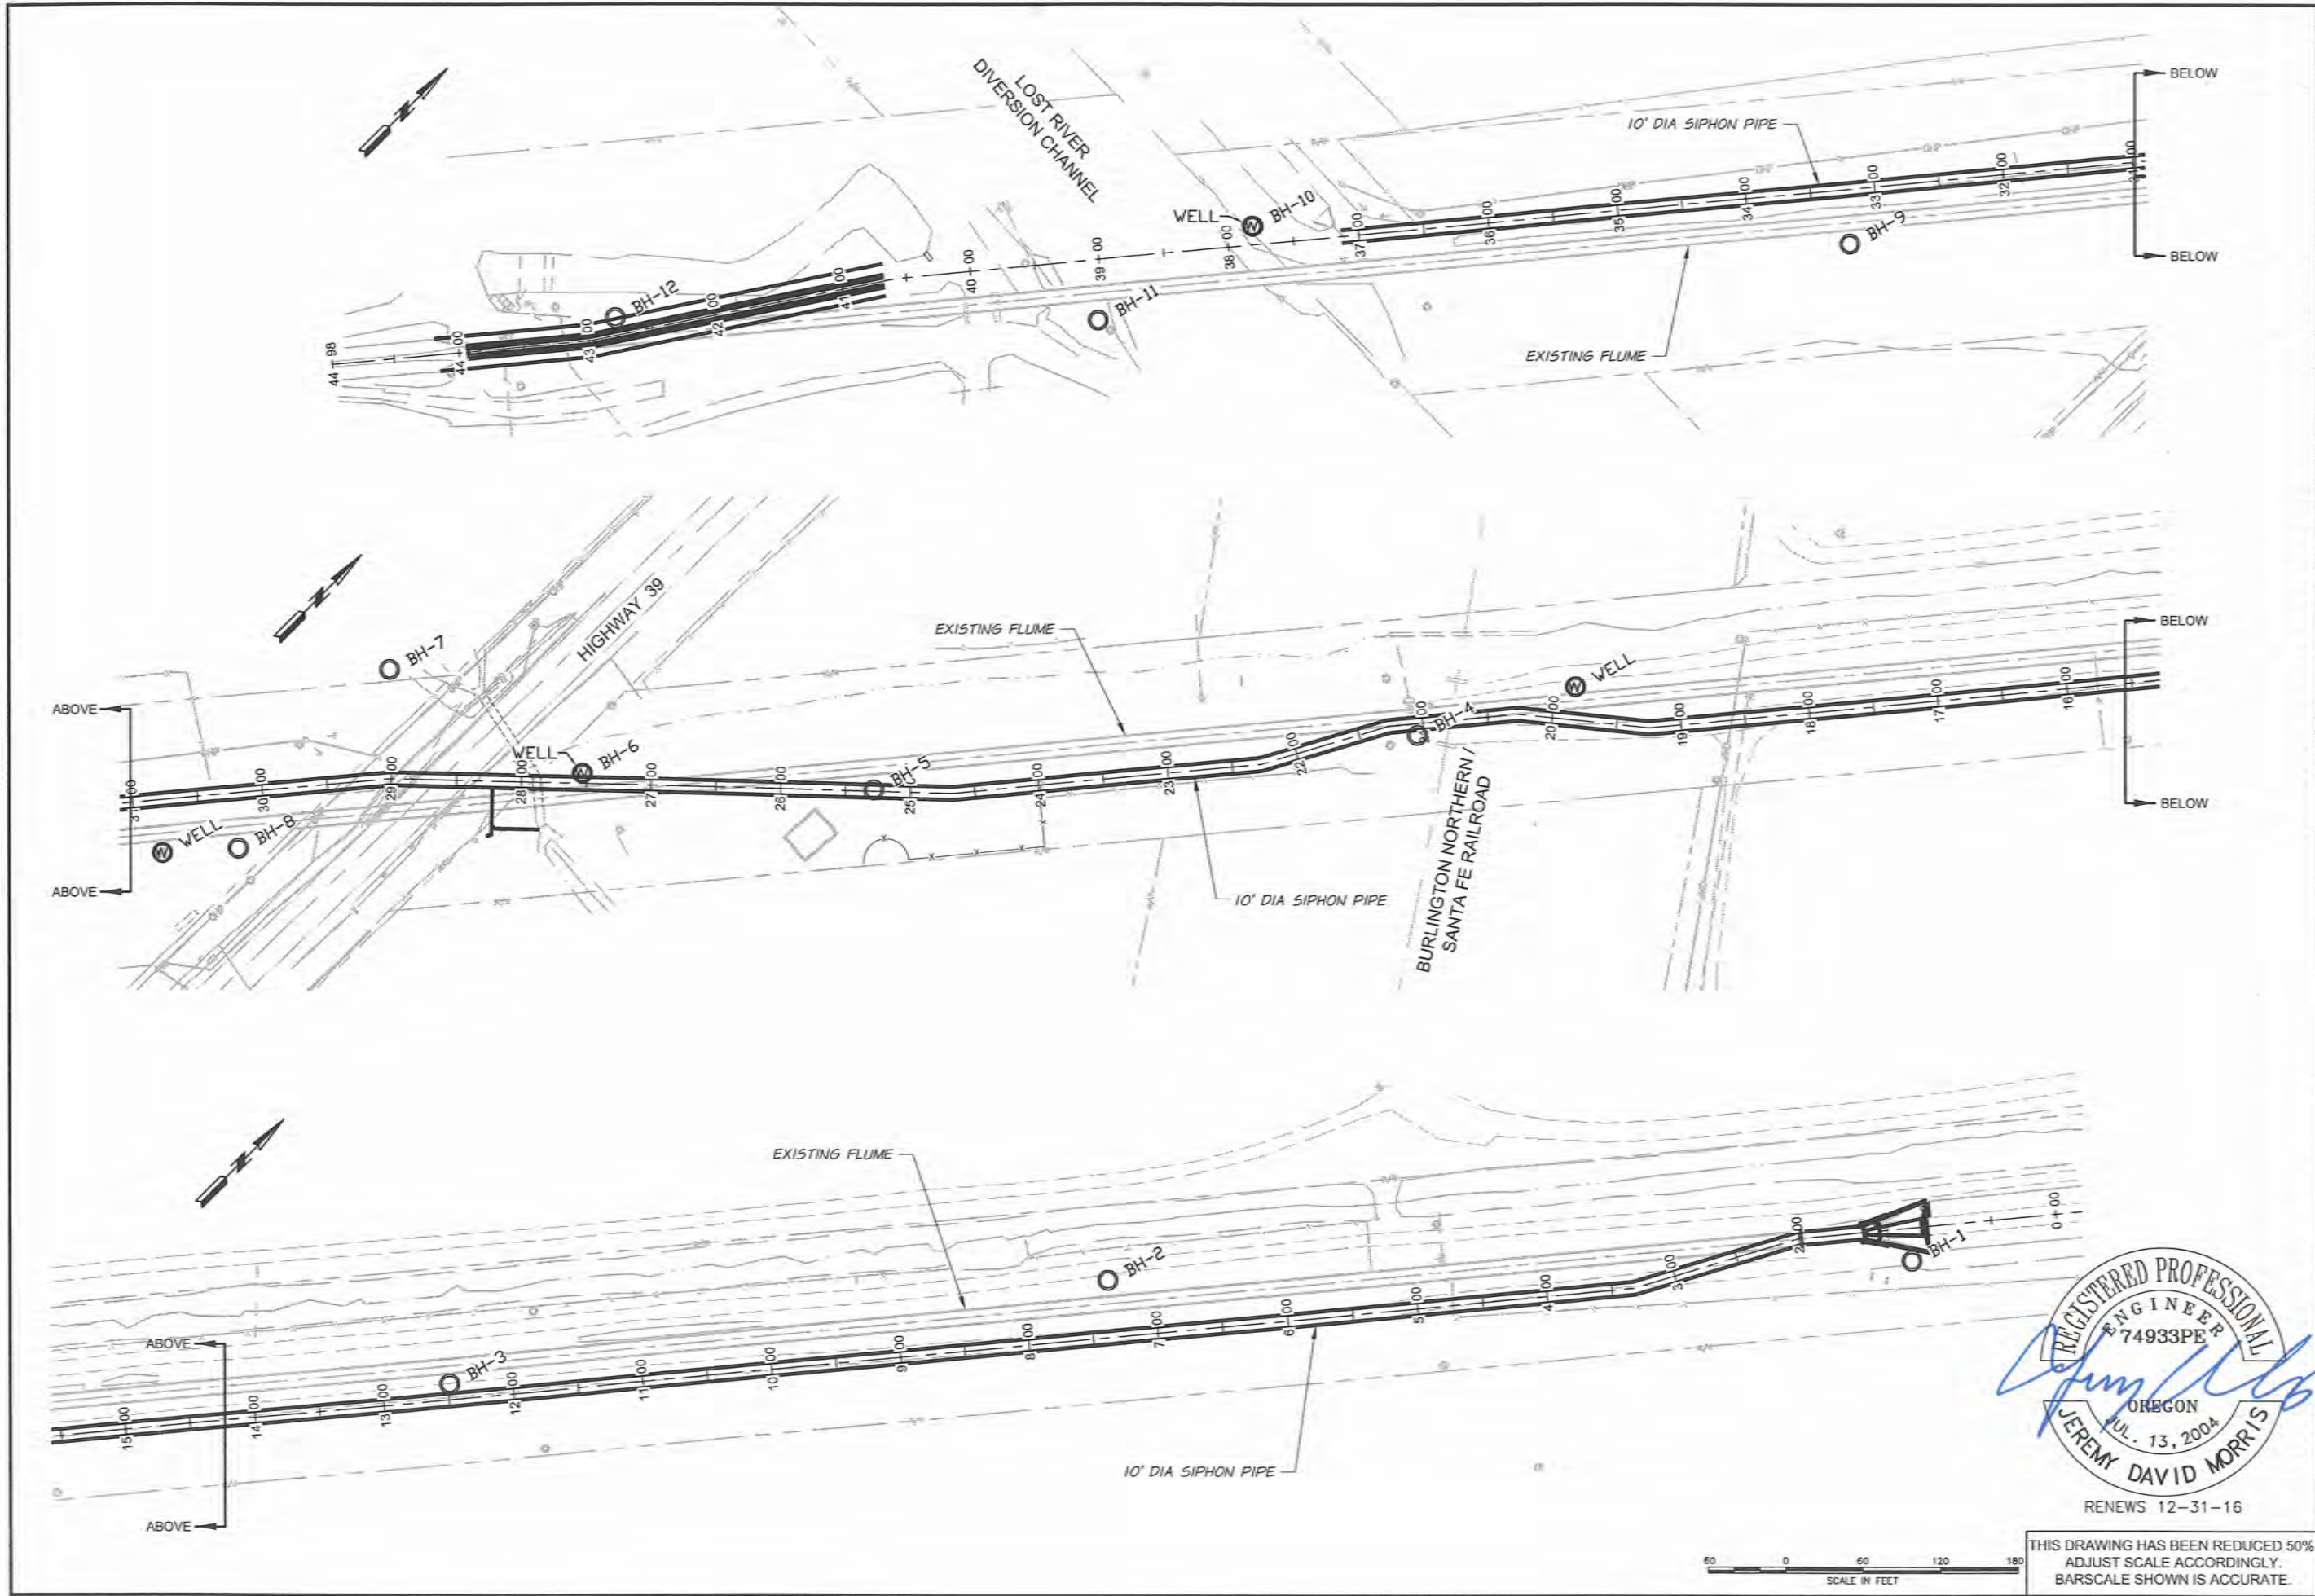 BELOW
LOST RIVER
DIVERSION CHANNEL
10' DIA SIPHON PIPE
WELL
BH-10
BH-9
BELOW
BH-12
BH-11
EXISTING FLUME
44 98
44 00
43 00
42 00
41 00
40 00
39 00
38 00
37 00
36 00
35 00
34 00
33 00
32 00
31 00
N
HIGHWAY 39
BH-7
EXISTING FLUME
WELL
BELOW
ABOVE
WELL
BH-6
BH-5
BH-4
WELL
BH-8
BELOW
ABOVE
31 00
30 00
29 00
28 00
27 00
26 00
25 00
24 00
23 00
22 00
21 00
20 00
19 00
18 00
17 00
16 00
10' DIA SIPHON PIPE
BURLINGTON NORTHERN /
SANTA FE RAILROAD
N
EXISTING FLUME
BH-2
BH-1
ABOVE
BH-3
15 00
14 00
13 00
12 00
11 00
10 00
9 00
8 00
7 00
6 00
5 00
4 00
3 00
2 00
0+00
10' DIA SIPHON PIPE
ABOVE
N
REGISTERED PROFESSIONAL
ENGINEER
74933PE
OREGON
JUL. 13, 2004
JEREMY DAVID MORRIS
RENEWS 12-31-16
60 0 60 120 180
SCALE IN FEET
THIS DRAWING HAS BEEN REDUCED 50%
ADJUST SCALE ACCORDINGLY.
BARSCALE SHOWN IS ACCURATE.